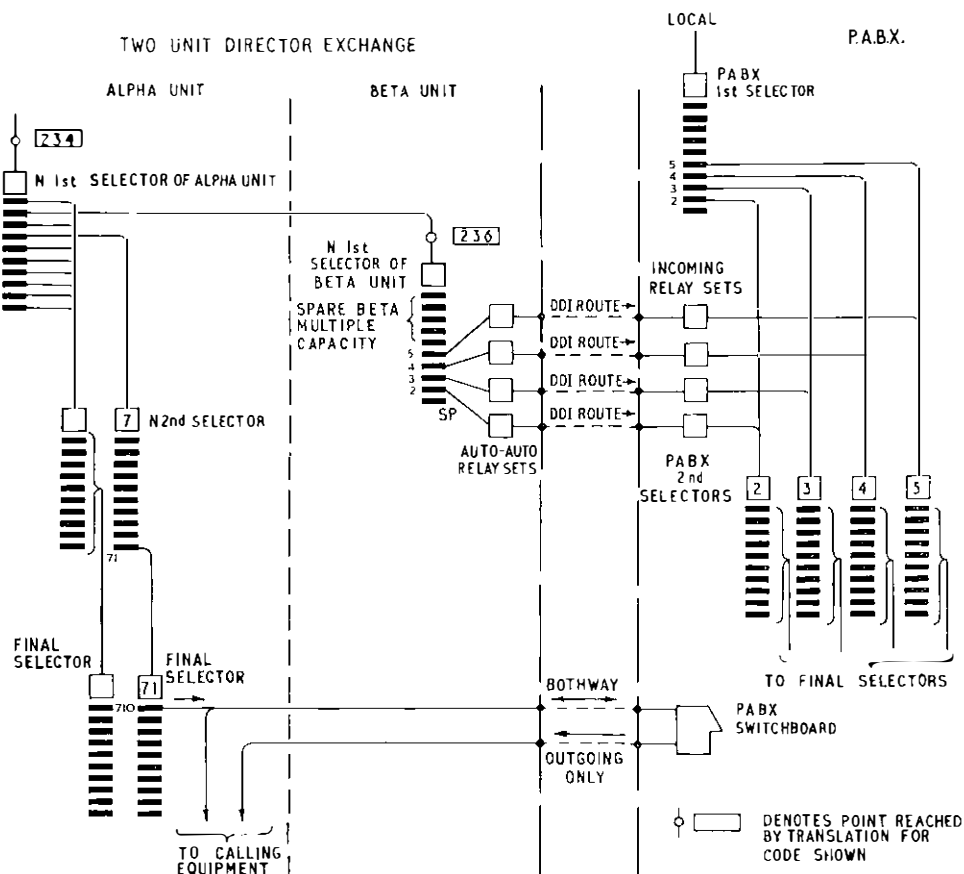 TWO UNIT DIRECTOR EXCHANGE
ALPHA UNIT
BETA UNIT
LOCAL
P.A.B.X.
PABX
1st SELECTOR
5
4
3
2
234
N 1st SELECTOR OF ALPHA UNIT
236
N 1st
SELECTOR OF
BETA UNIT
SPARE BETA
MULTIPLE
CAPACITY
5
4
3
2
SP
AUTO-AUTO
RELAY SETS
DDI ROUTE
DDI ROUTE
DDI ROUTE
DDI ROUTE
INCOMING
RELAY SETS
PABX
2nd
SELECTORS
2
3
4
5
7
N 2nd SELECTOR
71
FINAL
SELECTOR
FINAL
SELECTOR
71
710
BOTHWAY
OUTGOING
ONLY
TO FINAL SELECTORS
PABX
SWITCHBOARD
TO CALLING
EQUIPMENT
DENOTES POINT REACHED
BY TRANSLATION FOR
CODE SHOWN